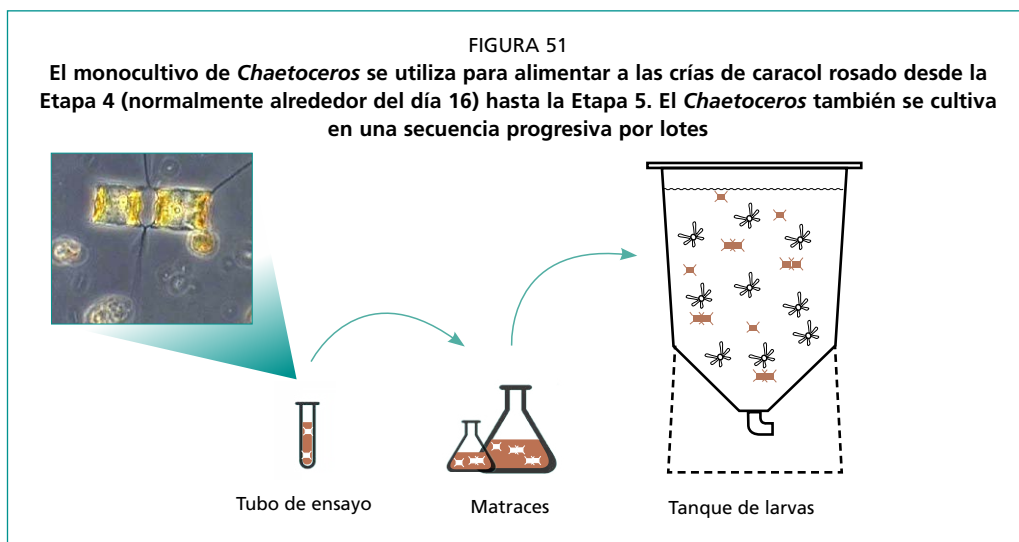 FIGURA 51
El monocultivo de Chaetoceros se utiliza para alimentar a las crías de caracol rosado desde la
Etapa 4 (normalmente alrededor del día 16) hasta la Etapa 5. El Chaetoceros también se cultiva
en una secuencia progresiva por lotes
Tubo de ensayo
Matraces
Tanque de larvas